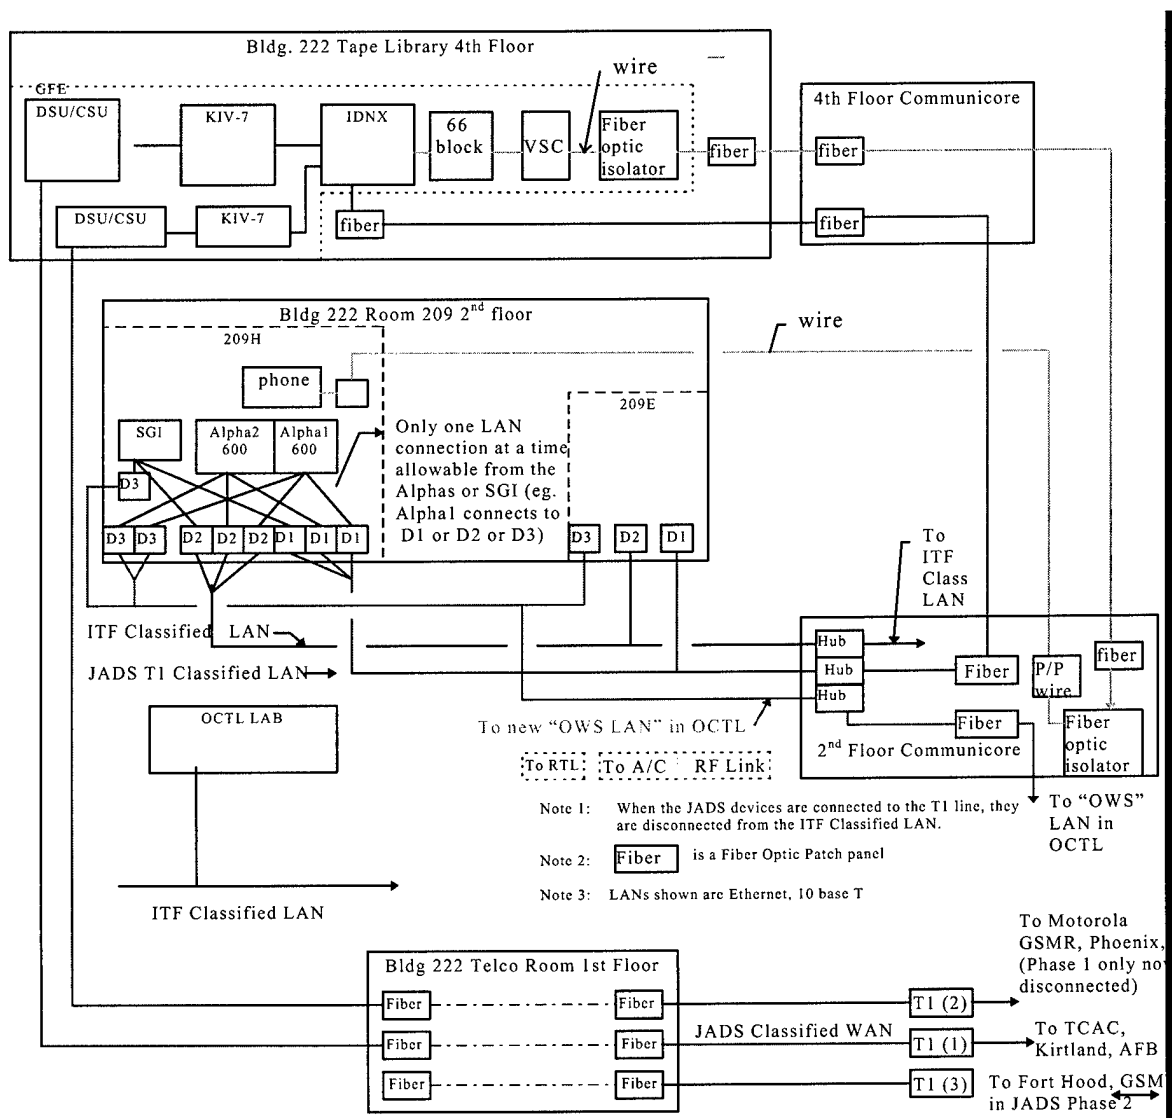 Bldg. 222 Tape Library 4th Floor
wire
GFE
DSU/CSU
KIV-7
IDNX
66
block
VSC
Fiber
optic
isolator
fiber
DSU/CSU
KIV-7
fiber
4th Floor Communicore
fiber
fiber
Bldg 222 Room 209 2nd floor
209H
wire
phone
209E
SGI
Alpha2
600
Alpha1
600
D3
Only one LAN
connection at a time
allowable from the
Alphas or SGI (eg.
Alpha1 connects to
D1 or D2 or D3)
D3 D3 D2 D2 D2 D1 D1 D1
D3 D2 D1
To
ITF
Class
LAN
ITF Classified LAN
JADS T1 Classified LAN
Hub
Hub
Hub
Fiber
P/P
wire
fiber
Fiber
Fiber
optic
isolator
2nd Floor Communicore
To new “OWS LAN” in OCTL
OCTL LAB
To RTL
To A/C RF Link
To “OWS”
LAN in
OCTL
Note 1: When the JADS devices are connected to the T1 line, they
are disconnected from the ITF Classified LAN.
Note 2: Fiber is a Fiber Optic Patch panel
Note 3: LANs shown are Ethernet, 10 base T
ITF Classified LAN
Bldg 222 Telco Room 1st Floor
Fiber Fiber
Fiber Fiber
Fiber Fiber
JADS Classified WAN
T1 (2)
T1 (1)
T1 (3)
To Motorola
GSMR, Phoenix,
(Phase 1 only no
disconnected)
To TCAC,
Kirtland, AFB
To Fort Hood, GSM
in JADS Phase 2